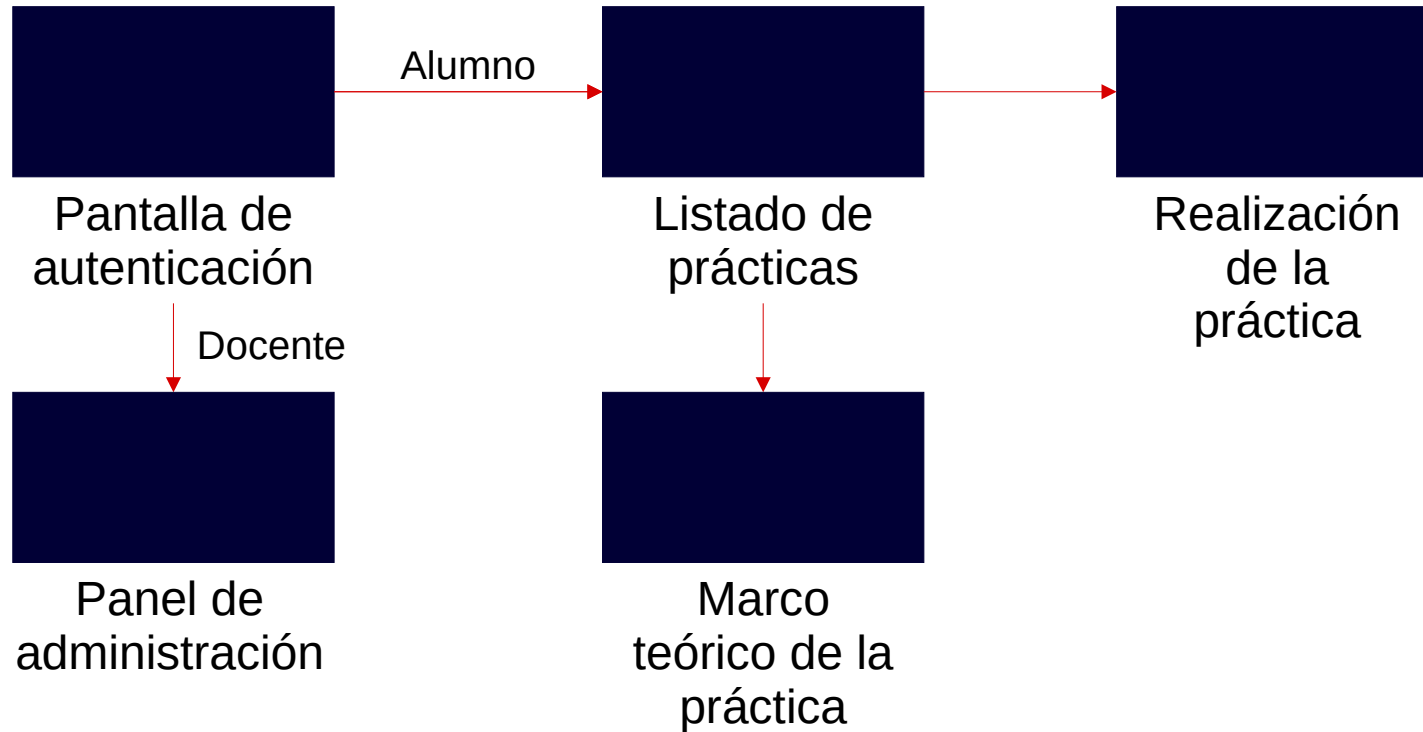 Alumno
Pantalla de
autenticación
Listado de
prácticas
Realización
de la
práctica
Docente
Panel de
administración
Marco
teórico de la
práctica